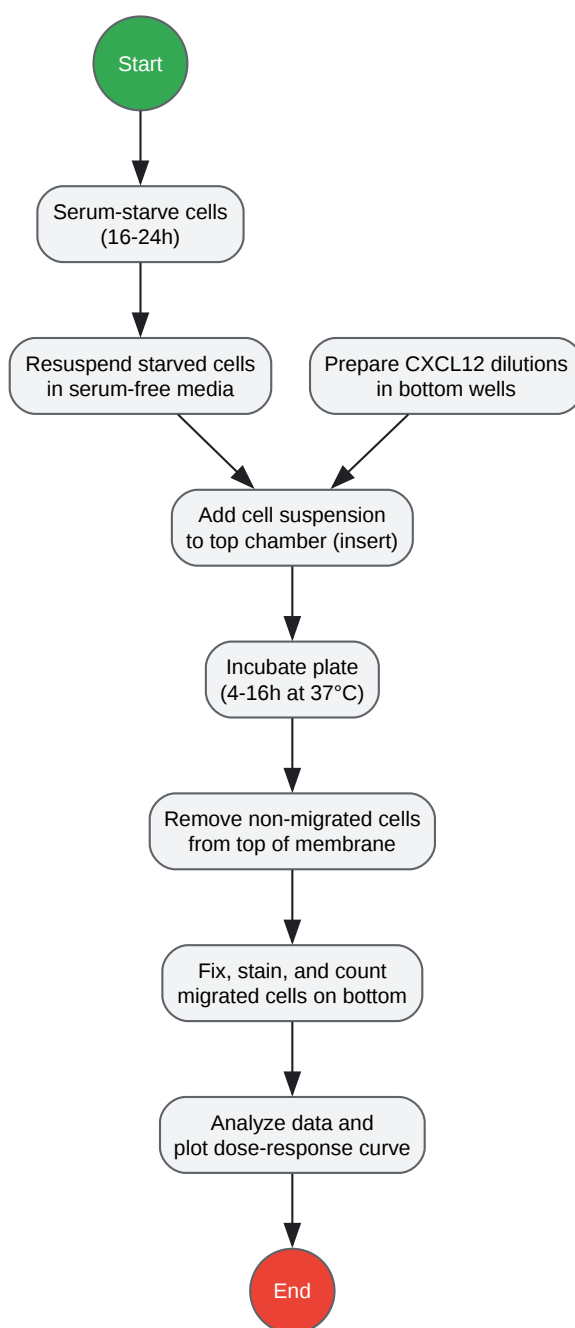 Start
Serum-starve cells
(16-24h)
Resuspend starved cells
in serum-free media
Prepare CXCL12 dilutions
in bottom wells
Add cell suspension
to top chamber (insert)
Incubate plate
(4-16h at 37°C)
Remove non-migrated cells
from top of membrane
Fix, stain, and count
migrated cells on bottom
Analyze data and
plot dose-response curve
End